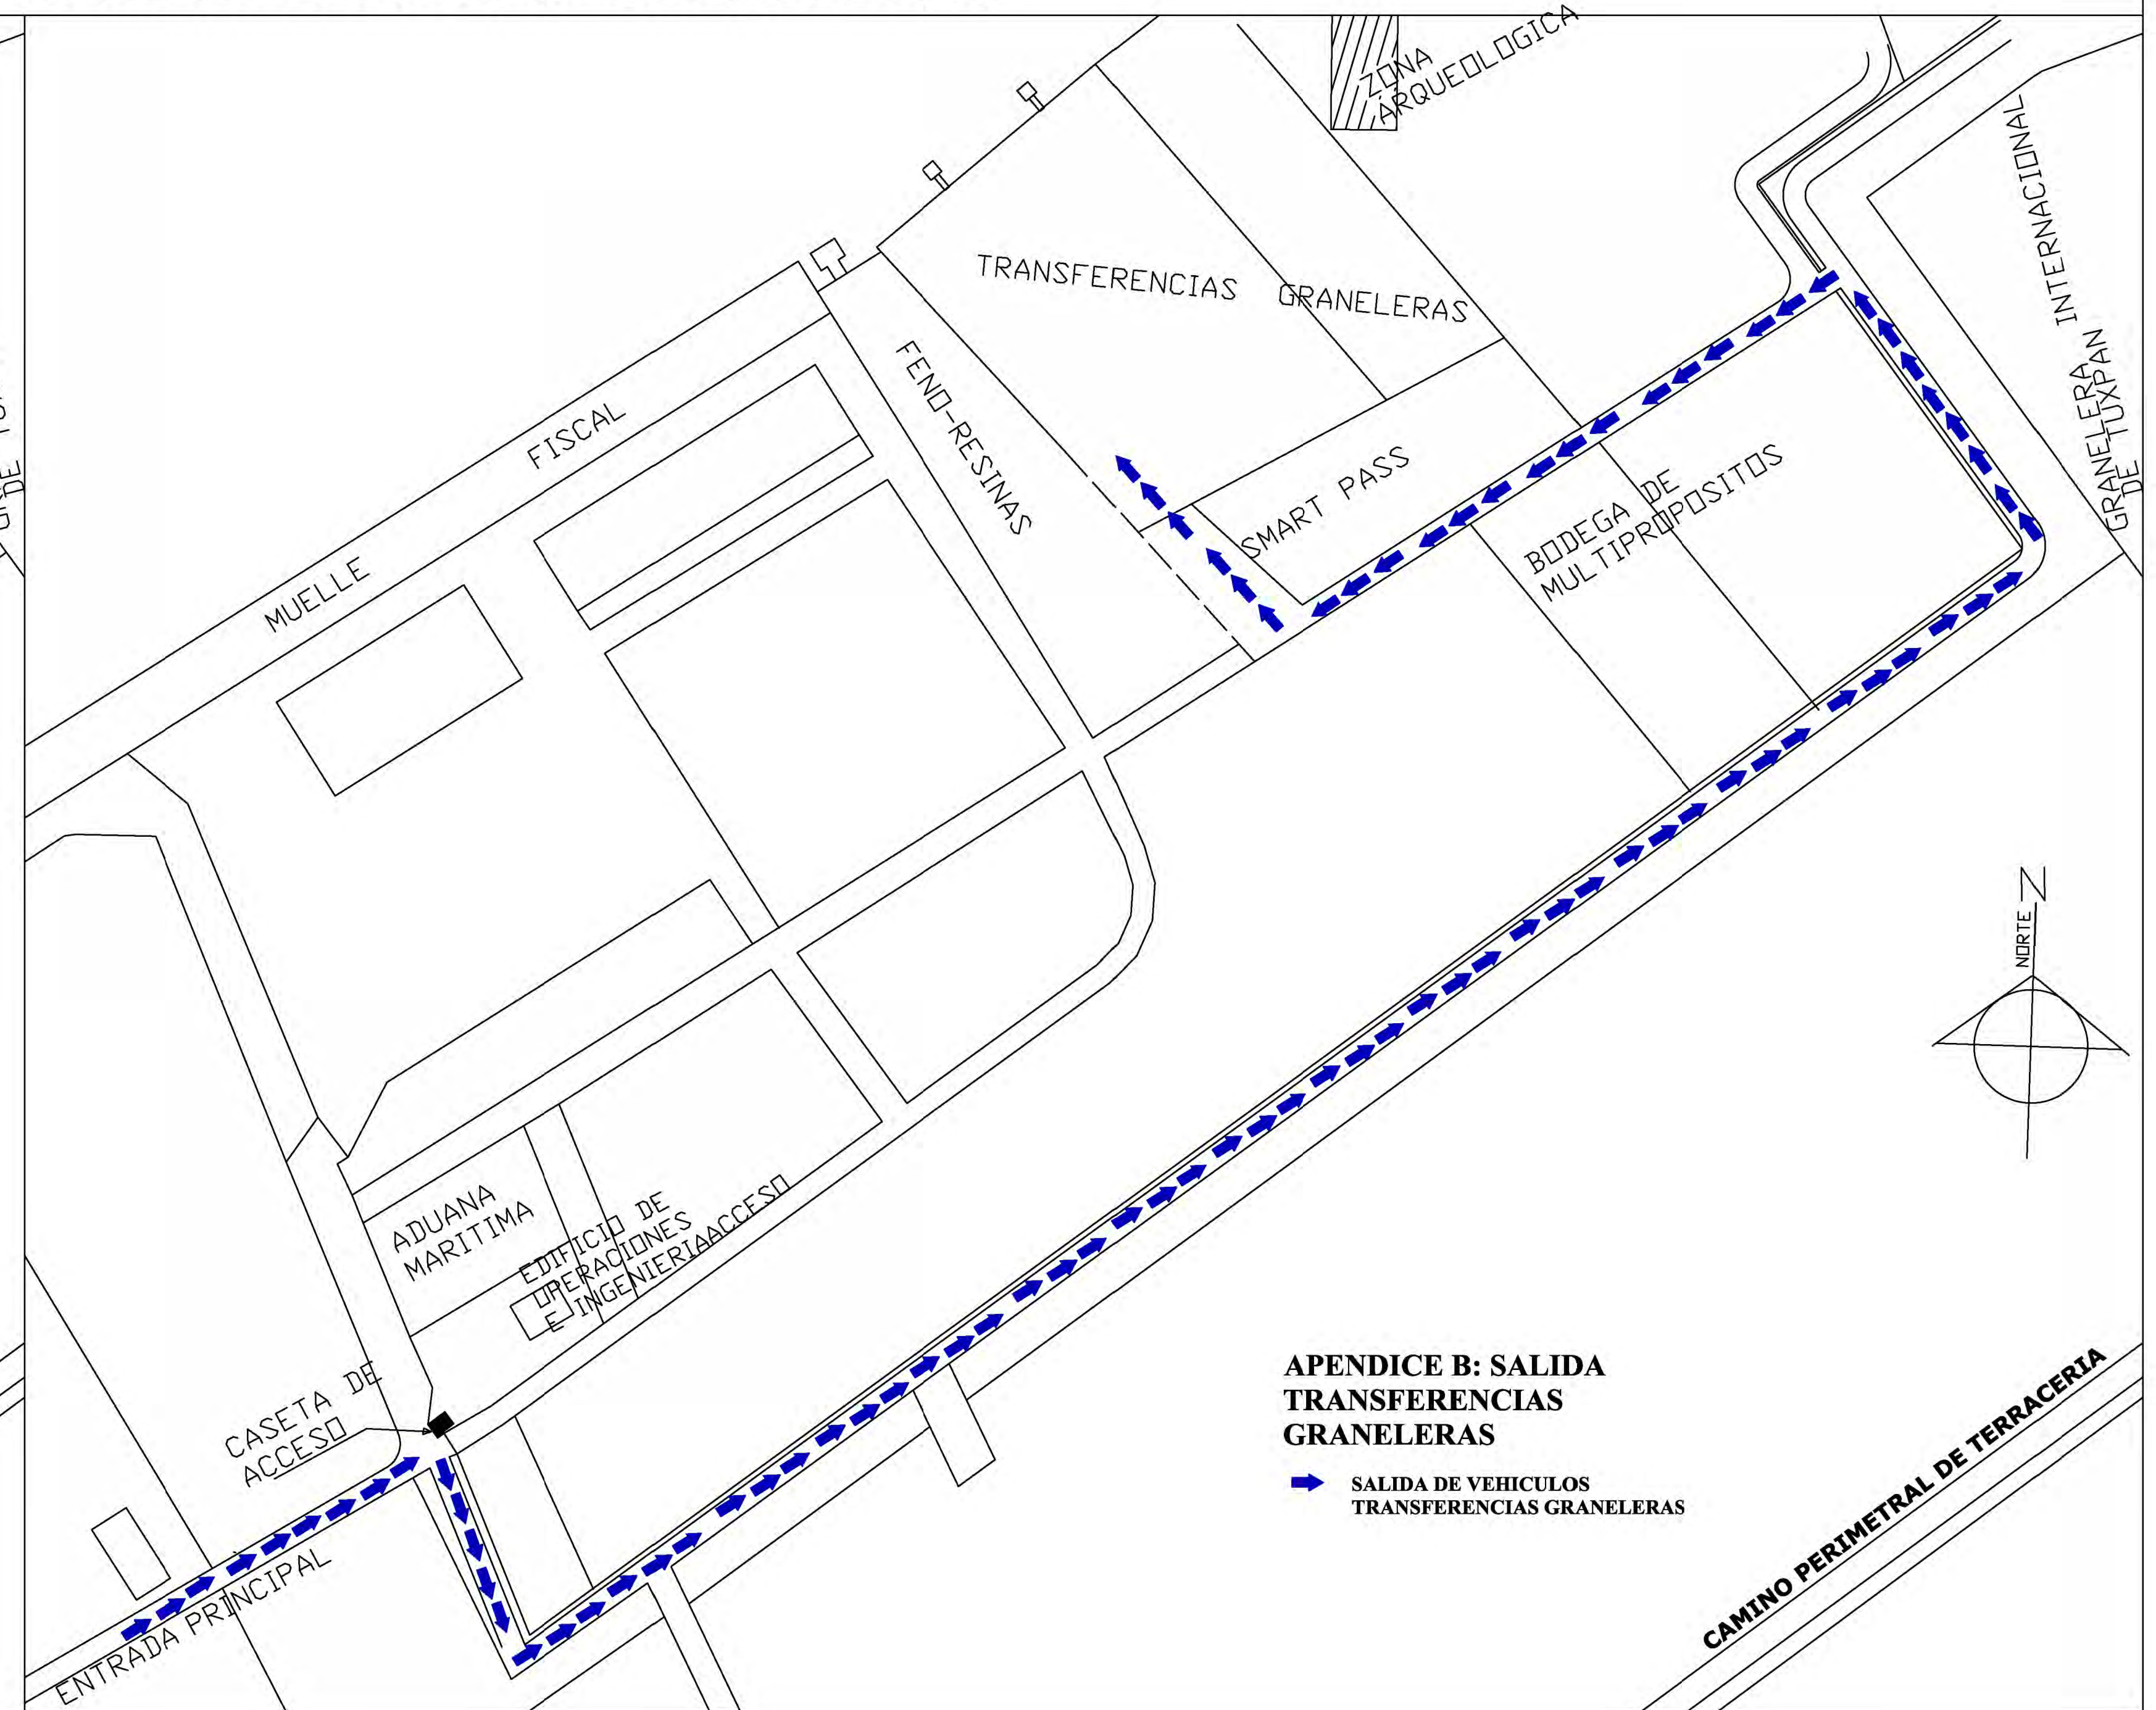 ZONA
ARQUEOLOGICA
TRANSFERENCIAS GRANELERAS
INTERNACIONAL
GRANELERA
DE TUXPAN
FENO-RESINAS
MUELLE FISCAL
SMART PASS
BODEGA DE
MULTIPROPOSITOS
NORTE
N
ADUANA
MARITIMA
EDIFICIO DE
OPERACIONES
E INGENIERIA
ACCESO
CASETA DE
ACCESO
ENTRADA PRINCIPAL
APENDICE B: SALIDA
TRANSFERENCIAS
GRANELERAS
SALIDA DE VEHICULOS
TRANSFERENCIAS GRANELERAS
CAMINO PERIMETRAL DE TERRACERIA
DE